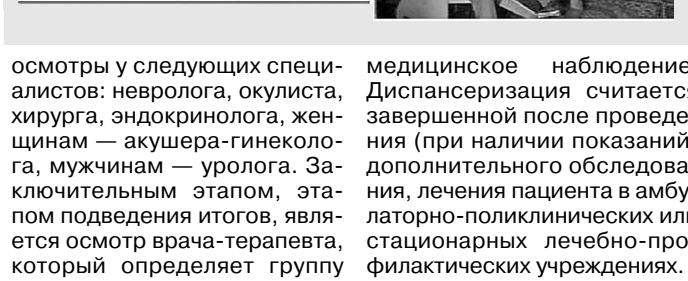 осмотры у следующих специ-
алистов: невролога, окулиста,
хирурга, эндокринолога, жен-
щинам — акушера-гинеколо-
га, мужчинам — уролога. За-
ключительным этапом, эта-
пом подведения итогов, явля-
ется осмотр врача-терапевта,
который определяет группу
медицинское наблюдение
Диспансеризация считается
завершенной после проведе
ния (при наличии показаний
дополнительного обследова
ния, лечения пациента в амбу
латорно-поликлинических или
стационарных лечебно-про
филактических учреждениях.